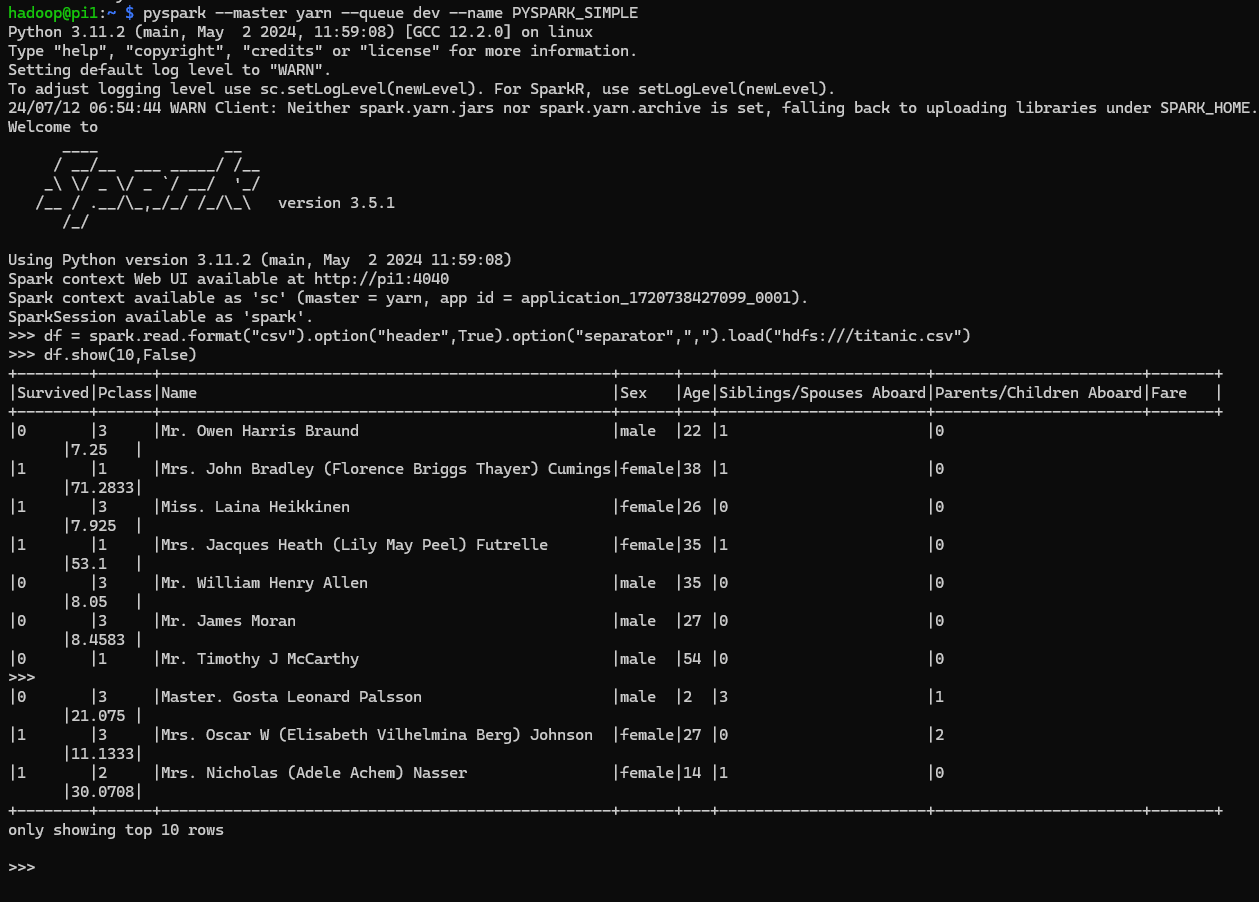 hadoop@pi1:~ $ pyspark --master yarn --queue dev --name PYSPARK_SIMPLE
Python 3.11.2 (main, May  2 2024, 11:59:08) [GCC 12.2.0] on linux
Type "help", "copyright", "credits" or "license" for more information.
Setting default log level to "WARN".
To adjust logging level use sc.setLogLevel(newLevel). For SparkR, use setLogLevel(newLevel).
24/07/12 06:54:44 WARN Client: Neither spark.yarn.jars nor spark.yarn.archive is set, falling back to uploading libraries under SPARK_HOME.
Welcome to
      ____              __
     / __/__  ___ _____/ /__
    _\ \/ _ \/ _ `/ __/  '_/
   /__ / .__/\_,_/_/ /_/\_\   version 3.5.1
      /_/
Using Python version 3.11.2 (main, May  2 2024 11:59:08)
Spark context Web UI available at http://pi1:4040
Spark context available as 'sc' (master = yarn, app id = application_1720738427099_0001).
SparkSession available as 'spark'.
>>> df = spark.read.format("csv").option("header",True).option("separator",",").load("hdfs:///titanic.csv")
>>> df.show(10,False)
+--------+------+--------------------------------------------------+------+---+-----------------------+-----------------------+-------+
|Survived|Pclass|Name                                              |Sex   |Age|Siblings/Spouses Aboard|Parents/Children Aboard|Fare   |
+--------+------+--------------------------------------------------+------+---+-----------------------+-----------------------+-------+
|0       |3     |Mr. Owen Harris Braund                            |male  |22 |1                      |0
      |7.25   |
|1       |1     |Mrs. John Bradley (Florence Briggs Thayer) Cumings|female|38 |1                      |0
      |71.2833|
|1       |3     |Miss. Laina Heikkinen                             |female|26 |0                      |0
      |7.925  |
|1       |1     |Mrs. Jacques Heath (Lily May Peel) Futrelle       |female|35 |1                      |0
      |53.1   |
|0       |3     |Mr. William Henry Allen                           |male  |35 |0                      |0
      |8.05   |
|0       |3     |Mr. James Moran                                   |male  |27 |0                      |0
      |8.4583 |
|0       |1     |Mr. Timothy J McCarthy                            |male  |54 |0                      |0
>>>
|0       |3     |Master. Gosta Leonard Palsson                     |male  |2  |3                      |1
      |21.075 |
|1       |3     |Mrs. Oscar W (Elisabeth Vilhelmina Berg) Johnson  |female|27 |0                      |2
      |11.1333|
|1       |2     |Mrs. Nicholas (Adele Achem) Nasser                |female|14 |1                      |0
      |30.0708|
+--------+------+--------------------------------------------------+------+---+-----------------------+-----------------------+-------+
only showing top 10 rows
>>>